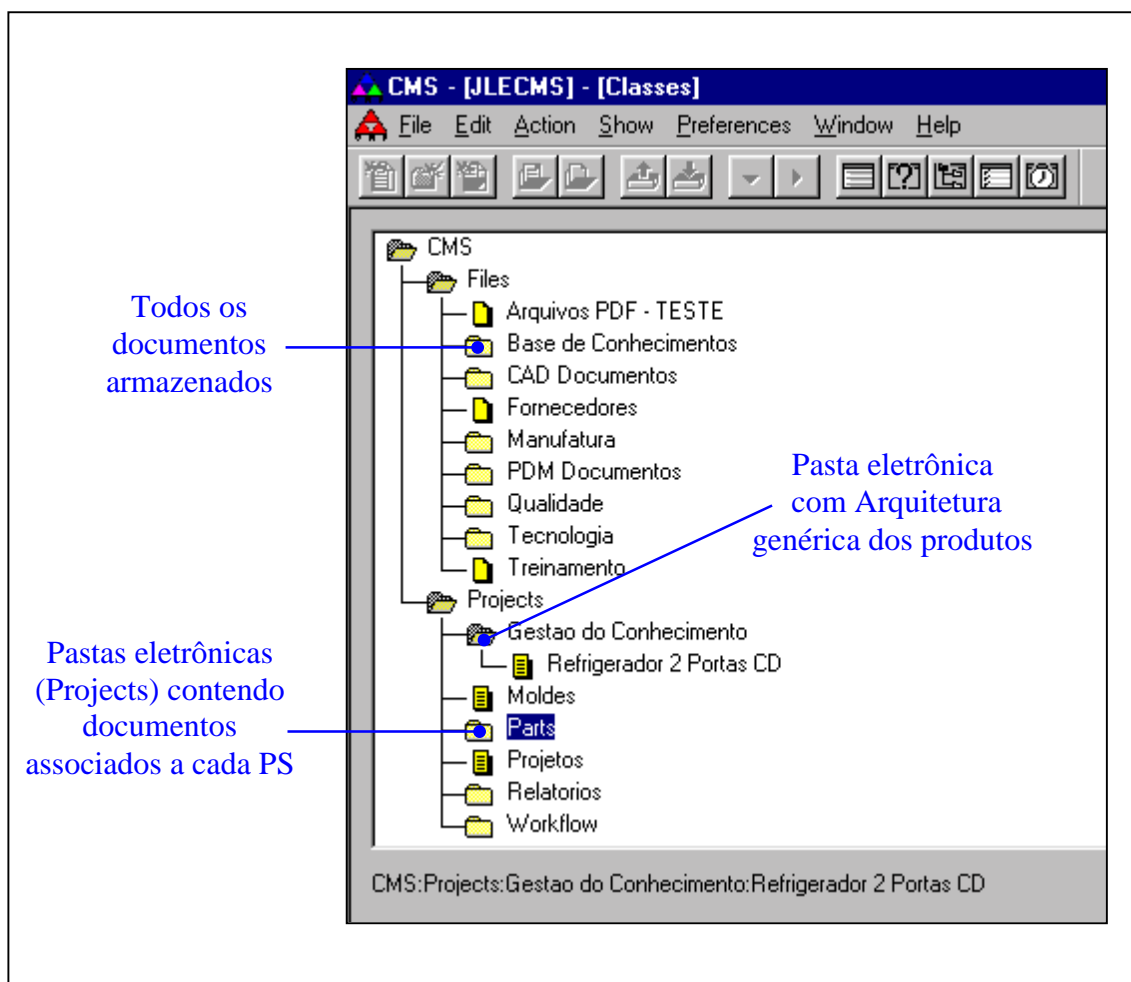 CMS - [JLECMS] - [Classes]
File Edit Action Show Preferences Window Help
CMS
Files
Arquivos PDF - TESTE
Base de Conhecimentos
CAD Documentos
Fornecedores
Manufatura
PDM Documentos
Qualidade
Tecnologia
Treinamento
Projects
Gestao do Conhecimento
Refrigerador 2 Portas CD
Moldes
Parts
Projetos
Relatorios
Workflow
CMS:Projects:Gestao do Conhecimento:Refrigerador 2 Portas CD
Todos os
documentos
armazenados
Pasta eletrônica
com Arquitetura
genérica dos produtos
Pastas eletrônicas
(Projects) contendo
documentos
associados a cada PS